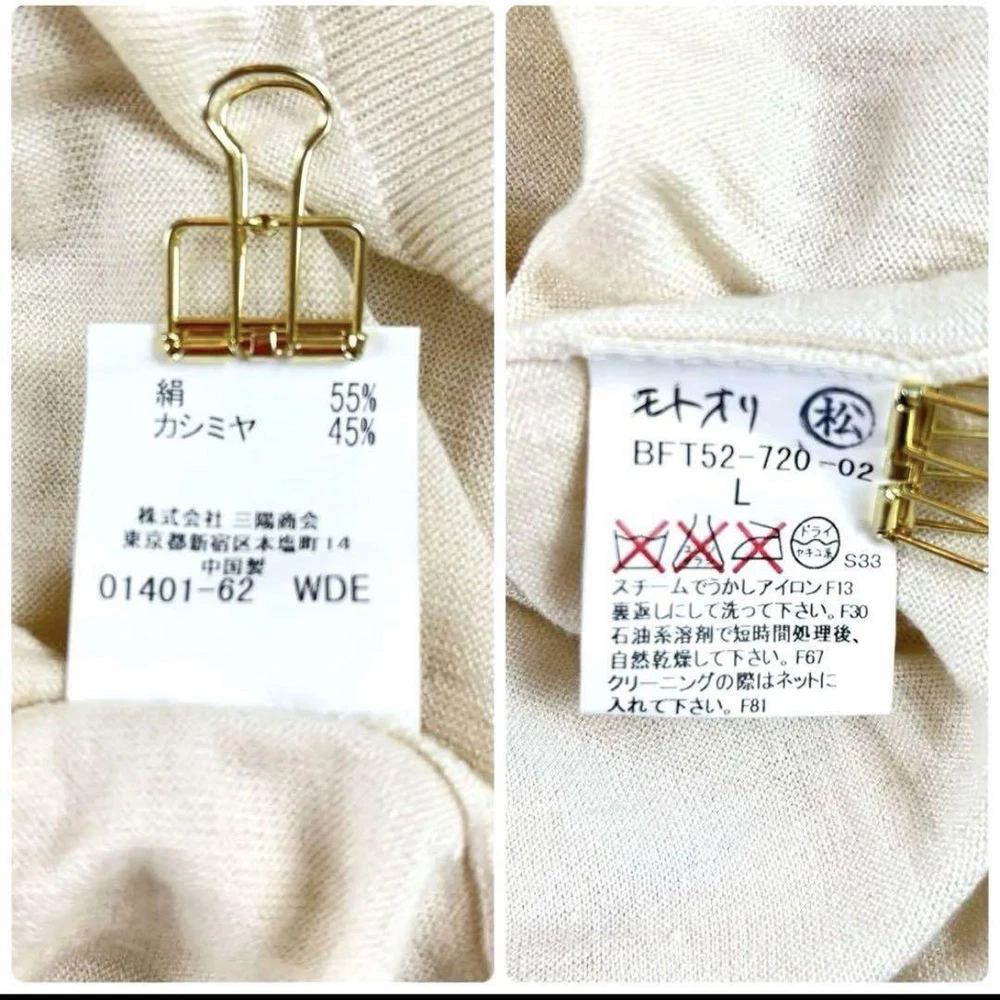 絹 55%
カシミヤ 45%
株式会社 三陽商会
東京都新宿区本塩町14
中国製
01401-62 WDE
モトオリ 松
BFT52-720-02
L
ドライ
セキユ系
S33
スチームでうかしアイロンF13
裏返しにして洗って下さい。F30
石油系溶剤で短時間処理後、
自然乾燥して下さい。F67
クリーニングの際はネットに
入れて下さい。F81